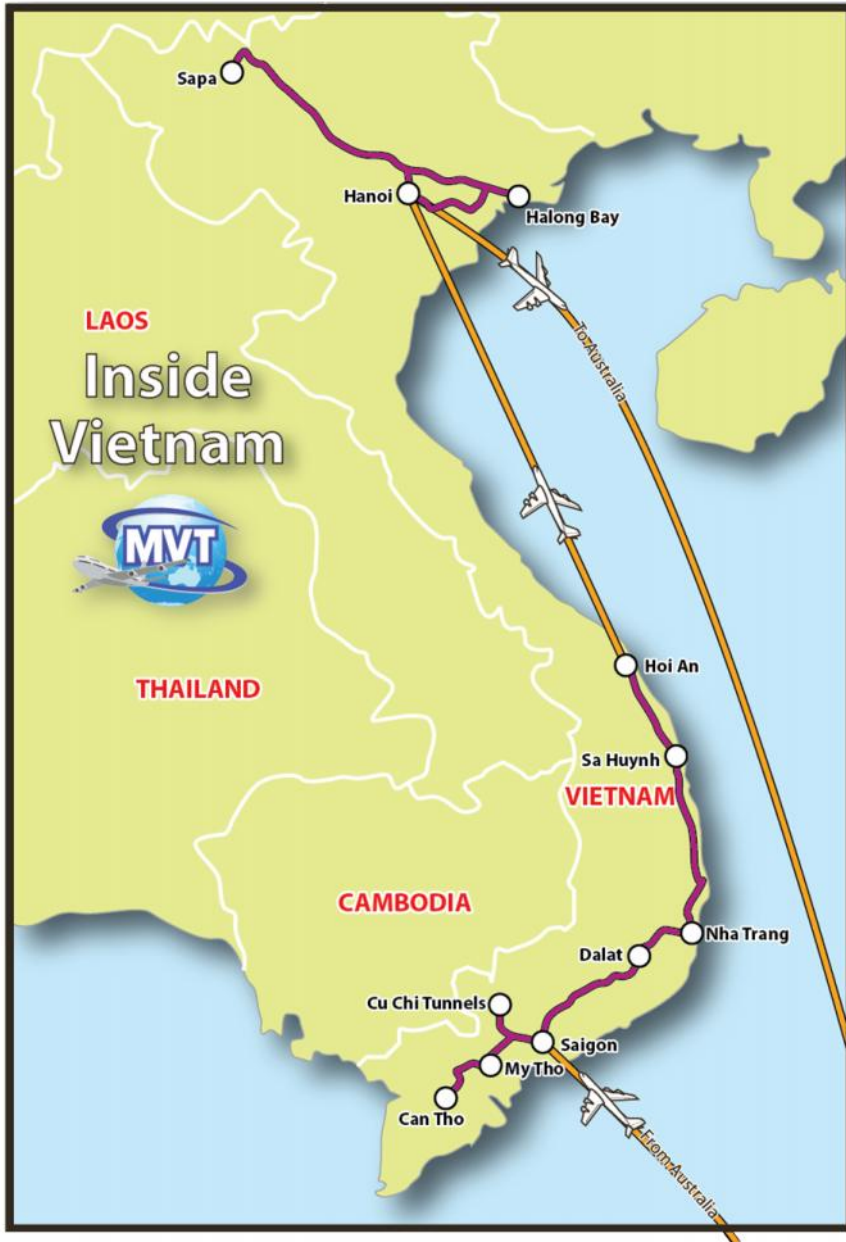 Sapa
Hanoi
Halong Bay
LAOS
To Australia
Inside
Vietnam
MVT
Hoi An
THAILAND
Sa Huynh
VIETNAM
CAMBODIA
Nha Trang
Dalat
Cu Chi Tunnels
Saigon
My Tho
Can Tho
From Australia